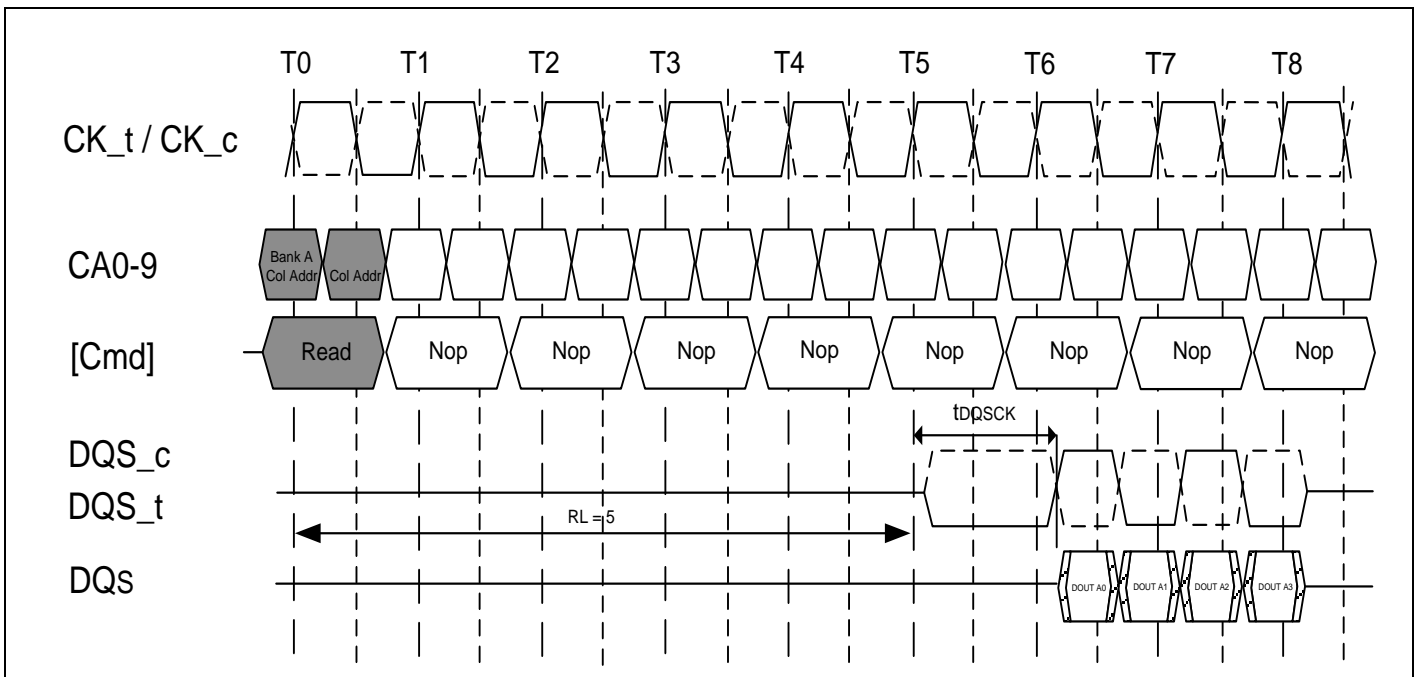 T0 T1 T2 T3 T4 T5 T6 T7 T8
CK_t / CK_c
CA0-9
Bank A
Col Addr
Col Addr
[Cmd]
Read Nop Nop Nop Nop Nop Nop Nop Nop
tDQSCK
DQS_c
DQS_t
RL = 5
DQs
DOUT A0 DOUT A1 DOUT A2 DOUT A3